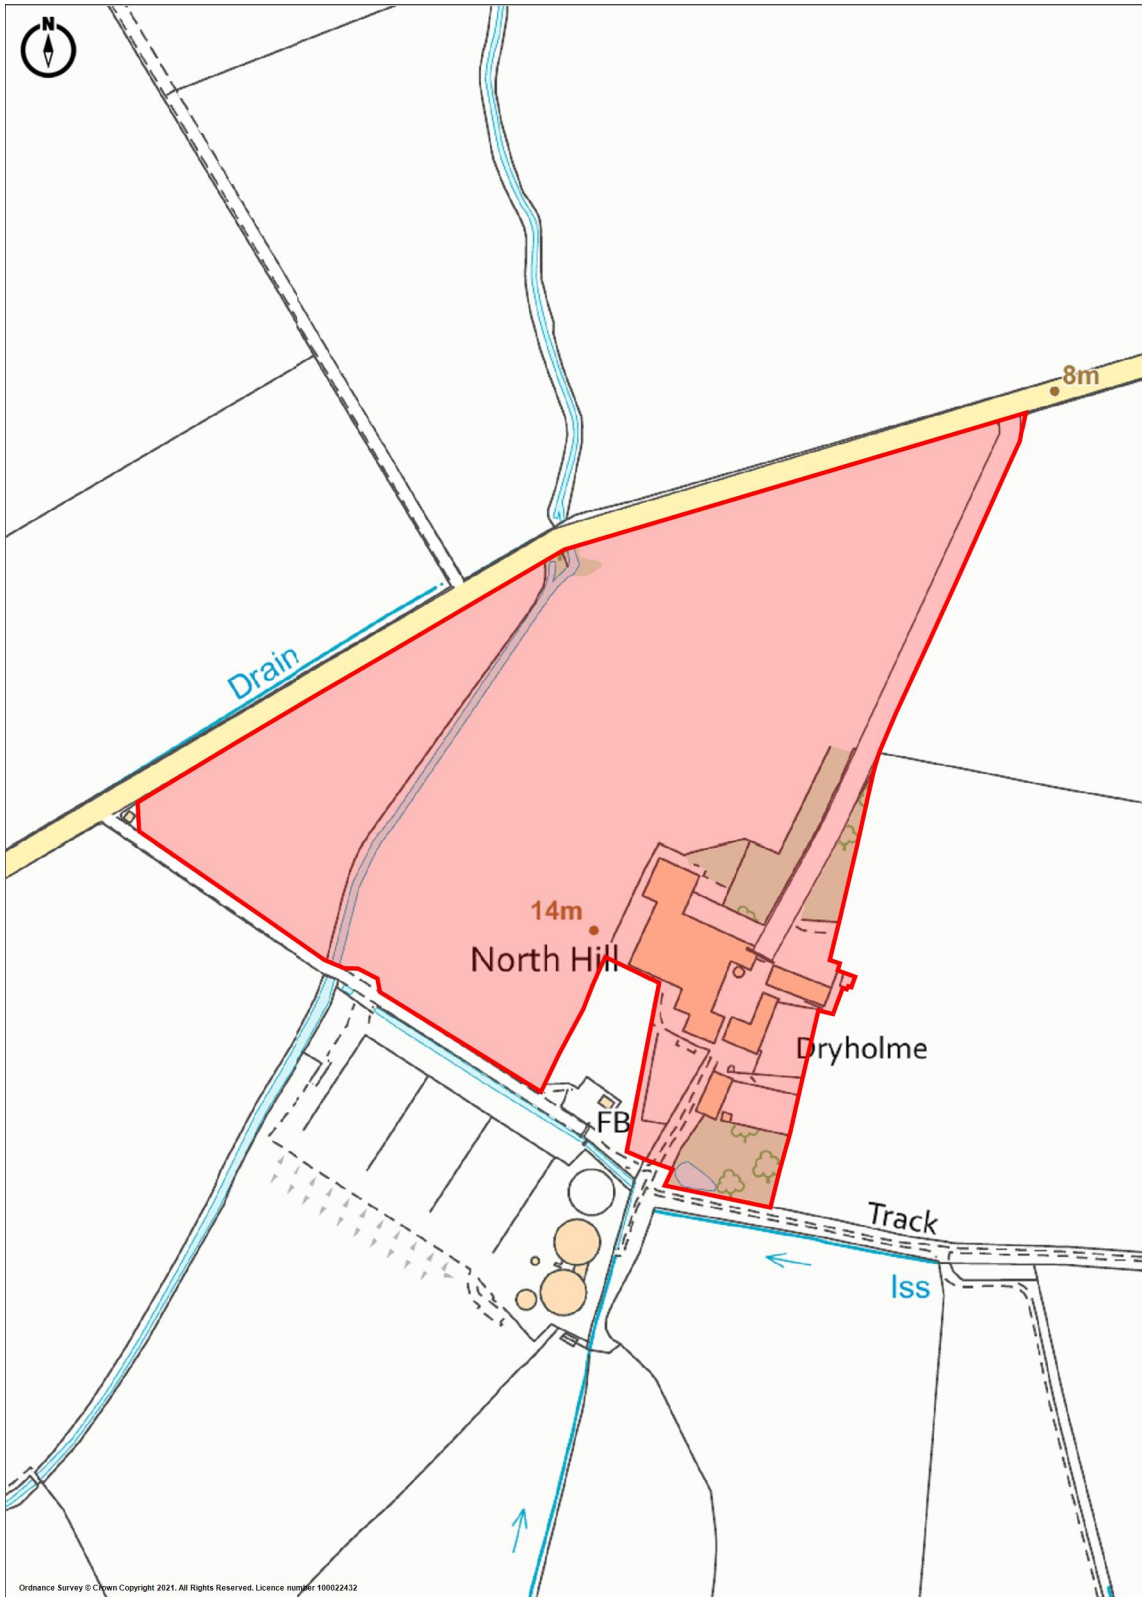 N
8m
Drain
14m
North Hill
Dryholme
FB
Track
Iss
Ordnance Survey © Crown Copyright 2021. All Rights Reserved. Licence number 100022432